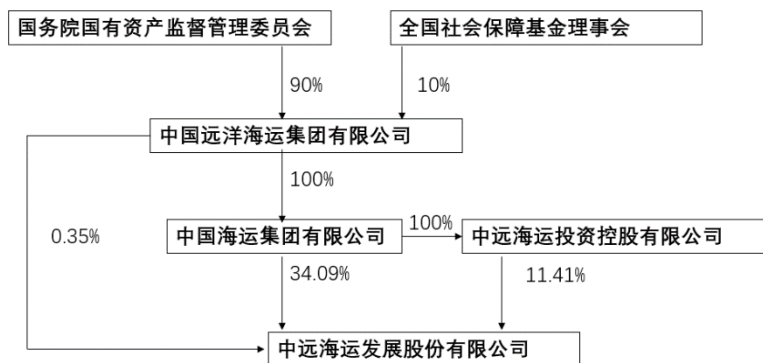 国务院国有资产监督管理委员会
全国社会保障基金理事会
90%
10%
中国远洋海运集团有限公司
100%
0.35%
中国海运集团有限公司
100%
中远海运投资控股有限公司
34.09%
11.41%
中远海运发展股份有限公司